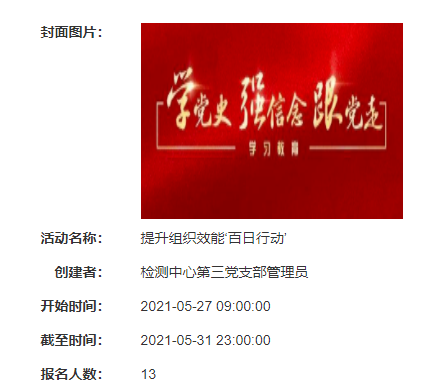 封面图片：
学党史 强信念 跟党走
学习教育
活动名称： 提升组织效能‘百日行动’
创建者： 检测中心第三党支部管理员
开始时间： 2021-05-27 09:00:00
截至时间： 2021-05-31 23:00:00
报名人数： 13